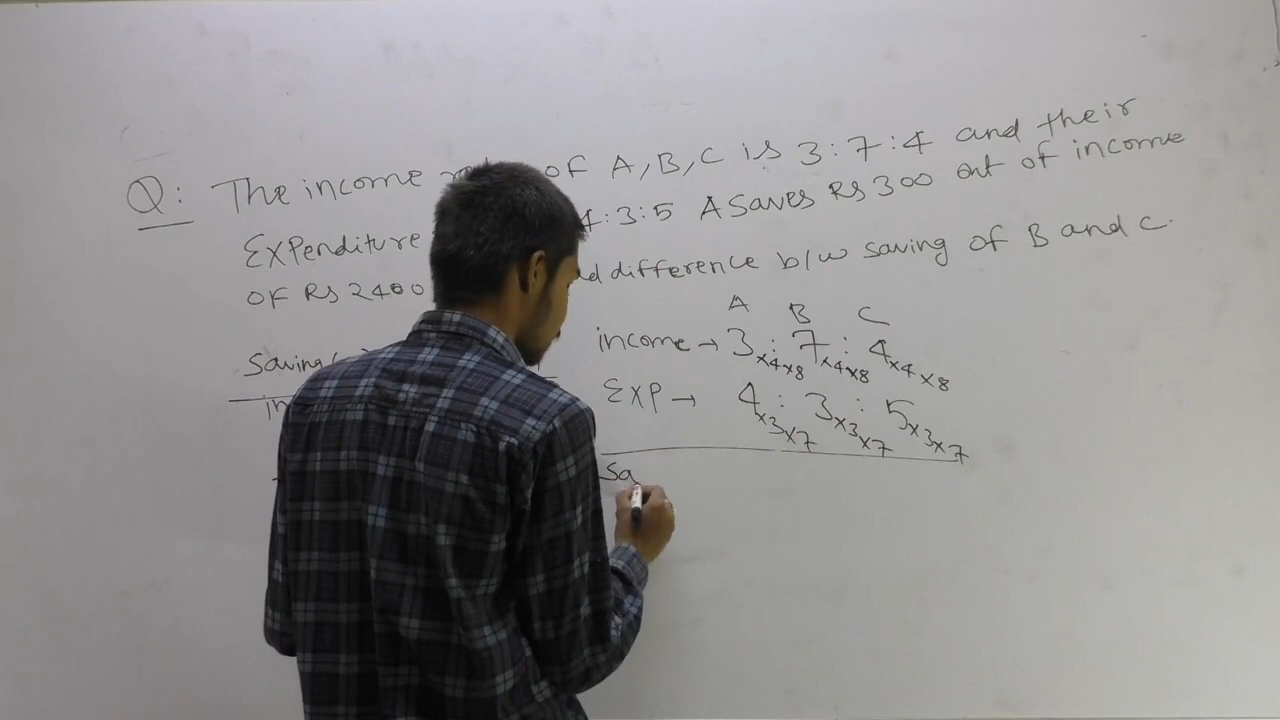 Q: The income of A, B, C is 3:7:4 and their
Expenditure 4:3:5 A saves Rs 300 out of income
OF Rs 2400 difference b/w saving of B and C.
A B C
income → 3×4×8 : 7×4×8 : 4×4×8
Saving
EXP → 4×3×7 : 3×3×7 : 5×3×7
in
Sa